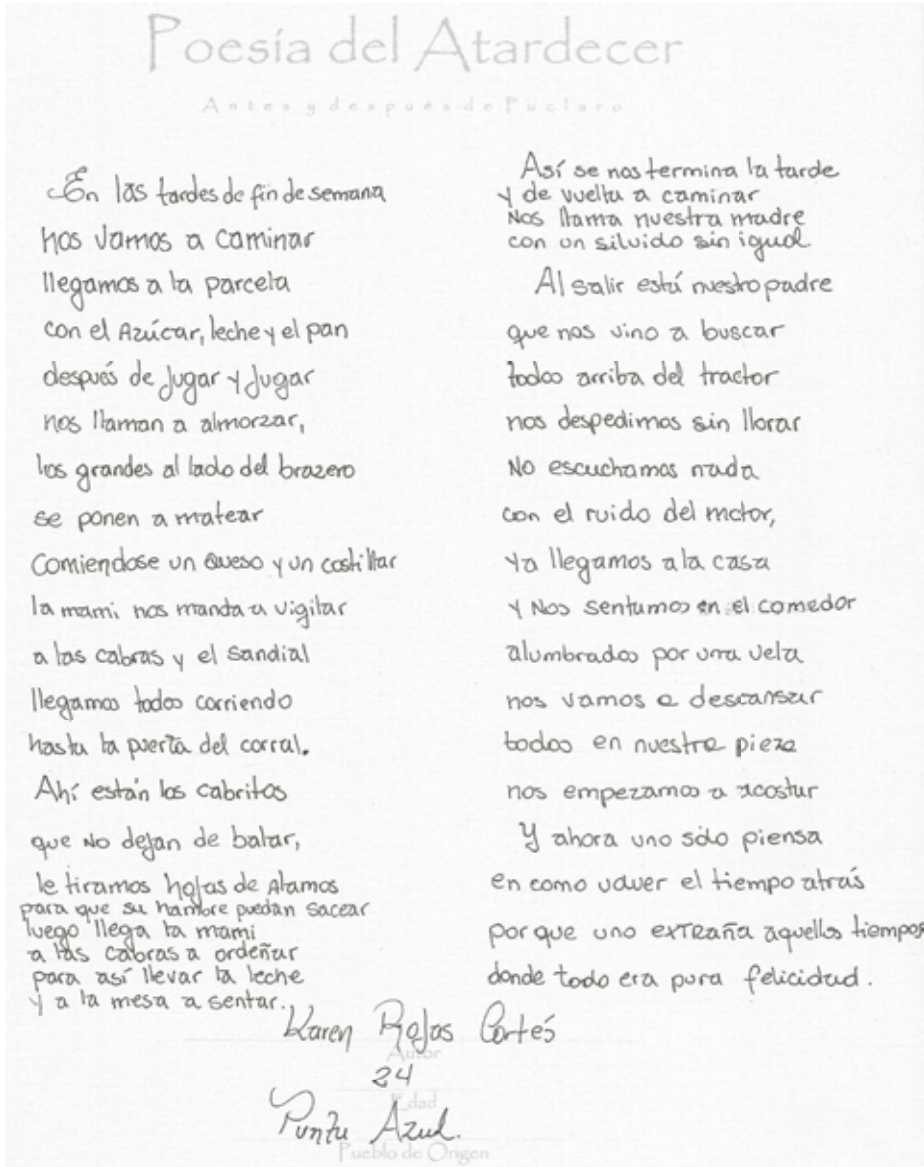 Poesía del Atardecer
Antes y después de Puclaro
En las tardes de fin de semana
nos vamos a caminar
llegamos a la parcela
con el Azúcar, leche y el pan
después de jugar y jugar
nos llaman a almorzar,
los grandes al lado del brazero
se ponen a matear
Comiendose un queso y un costillar
la mami nos manda a vigilar
a las cabras y el sandial
llegamos todos corriendo
hasta la puerta del corral.
Ahí están los cabritos
que No dejan de balar,
le tiramos hojas de Alamos
para que su hambre puedan sacear
luego llega la mami
a las cabras a ordeñar
para así llevar la leche
y a la mesa a sentar.
Así se nos termina la tarde
y de vuelta a caminar
Nos llama nuestra madre
con un silvido sin igual
Al salir está nuestro padre
que nos vino a buscar
todos arriba del tractor
nos despedimos sin llorar
No escuchamos nada
con el ruido del motor,
ya llegamos a la casa
y Nos sentamos en el comedor
alumbrados por una vela
nos vamos a descansar
todos en nuestra pieza
nos empezamos a acostar
Y ahora uno sólo piensa
en como volver el tiempo atrás
por que uno extraña aquellos tiempos
donde todo era pura felicidad.
Karen Rojas Cortés
Autor
24
Edad
Punta Azul.
Pueblo de Origen